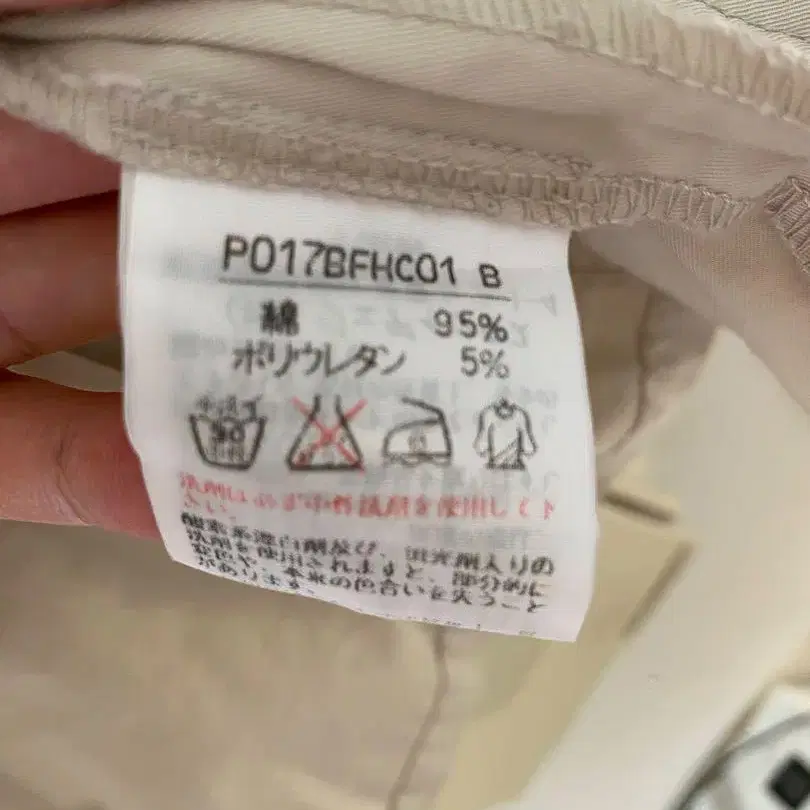 P017BFHC01 B
綿 95%
ポリウレタン 5%
洗剤は必ず中性洗剤を使用して下
さい。
酸素系漂白剤及び、蛍光剤入りの
洗剤を使用されますと、部分的に
変色や、本来の色合いを失うこと
があります。